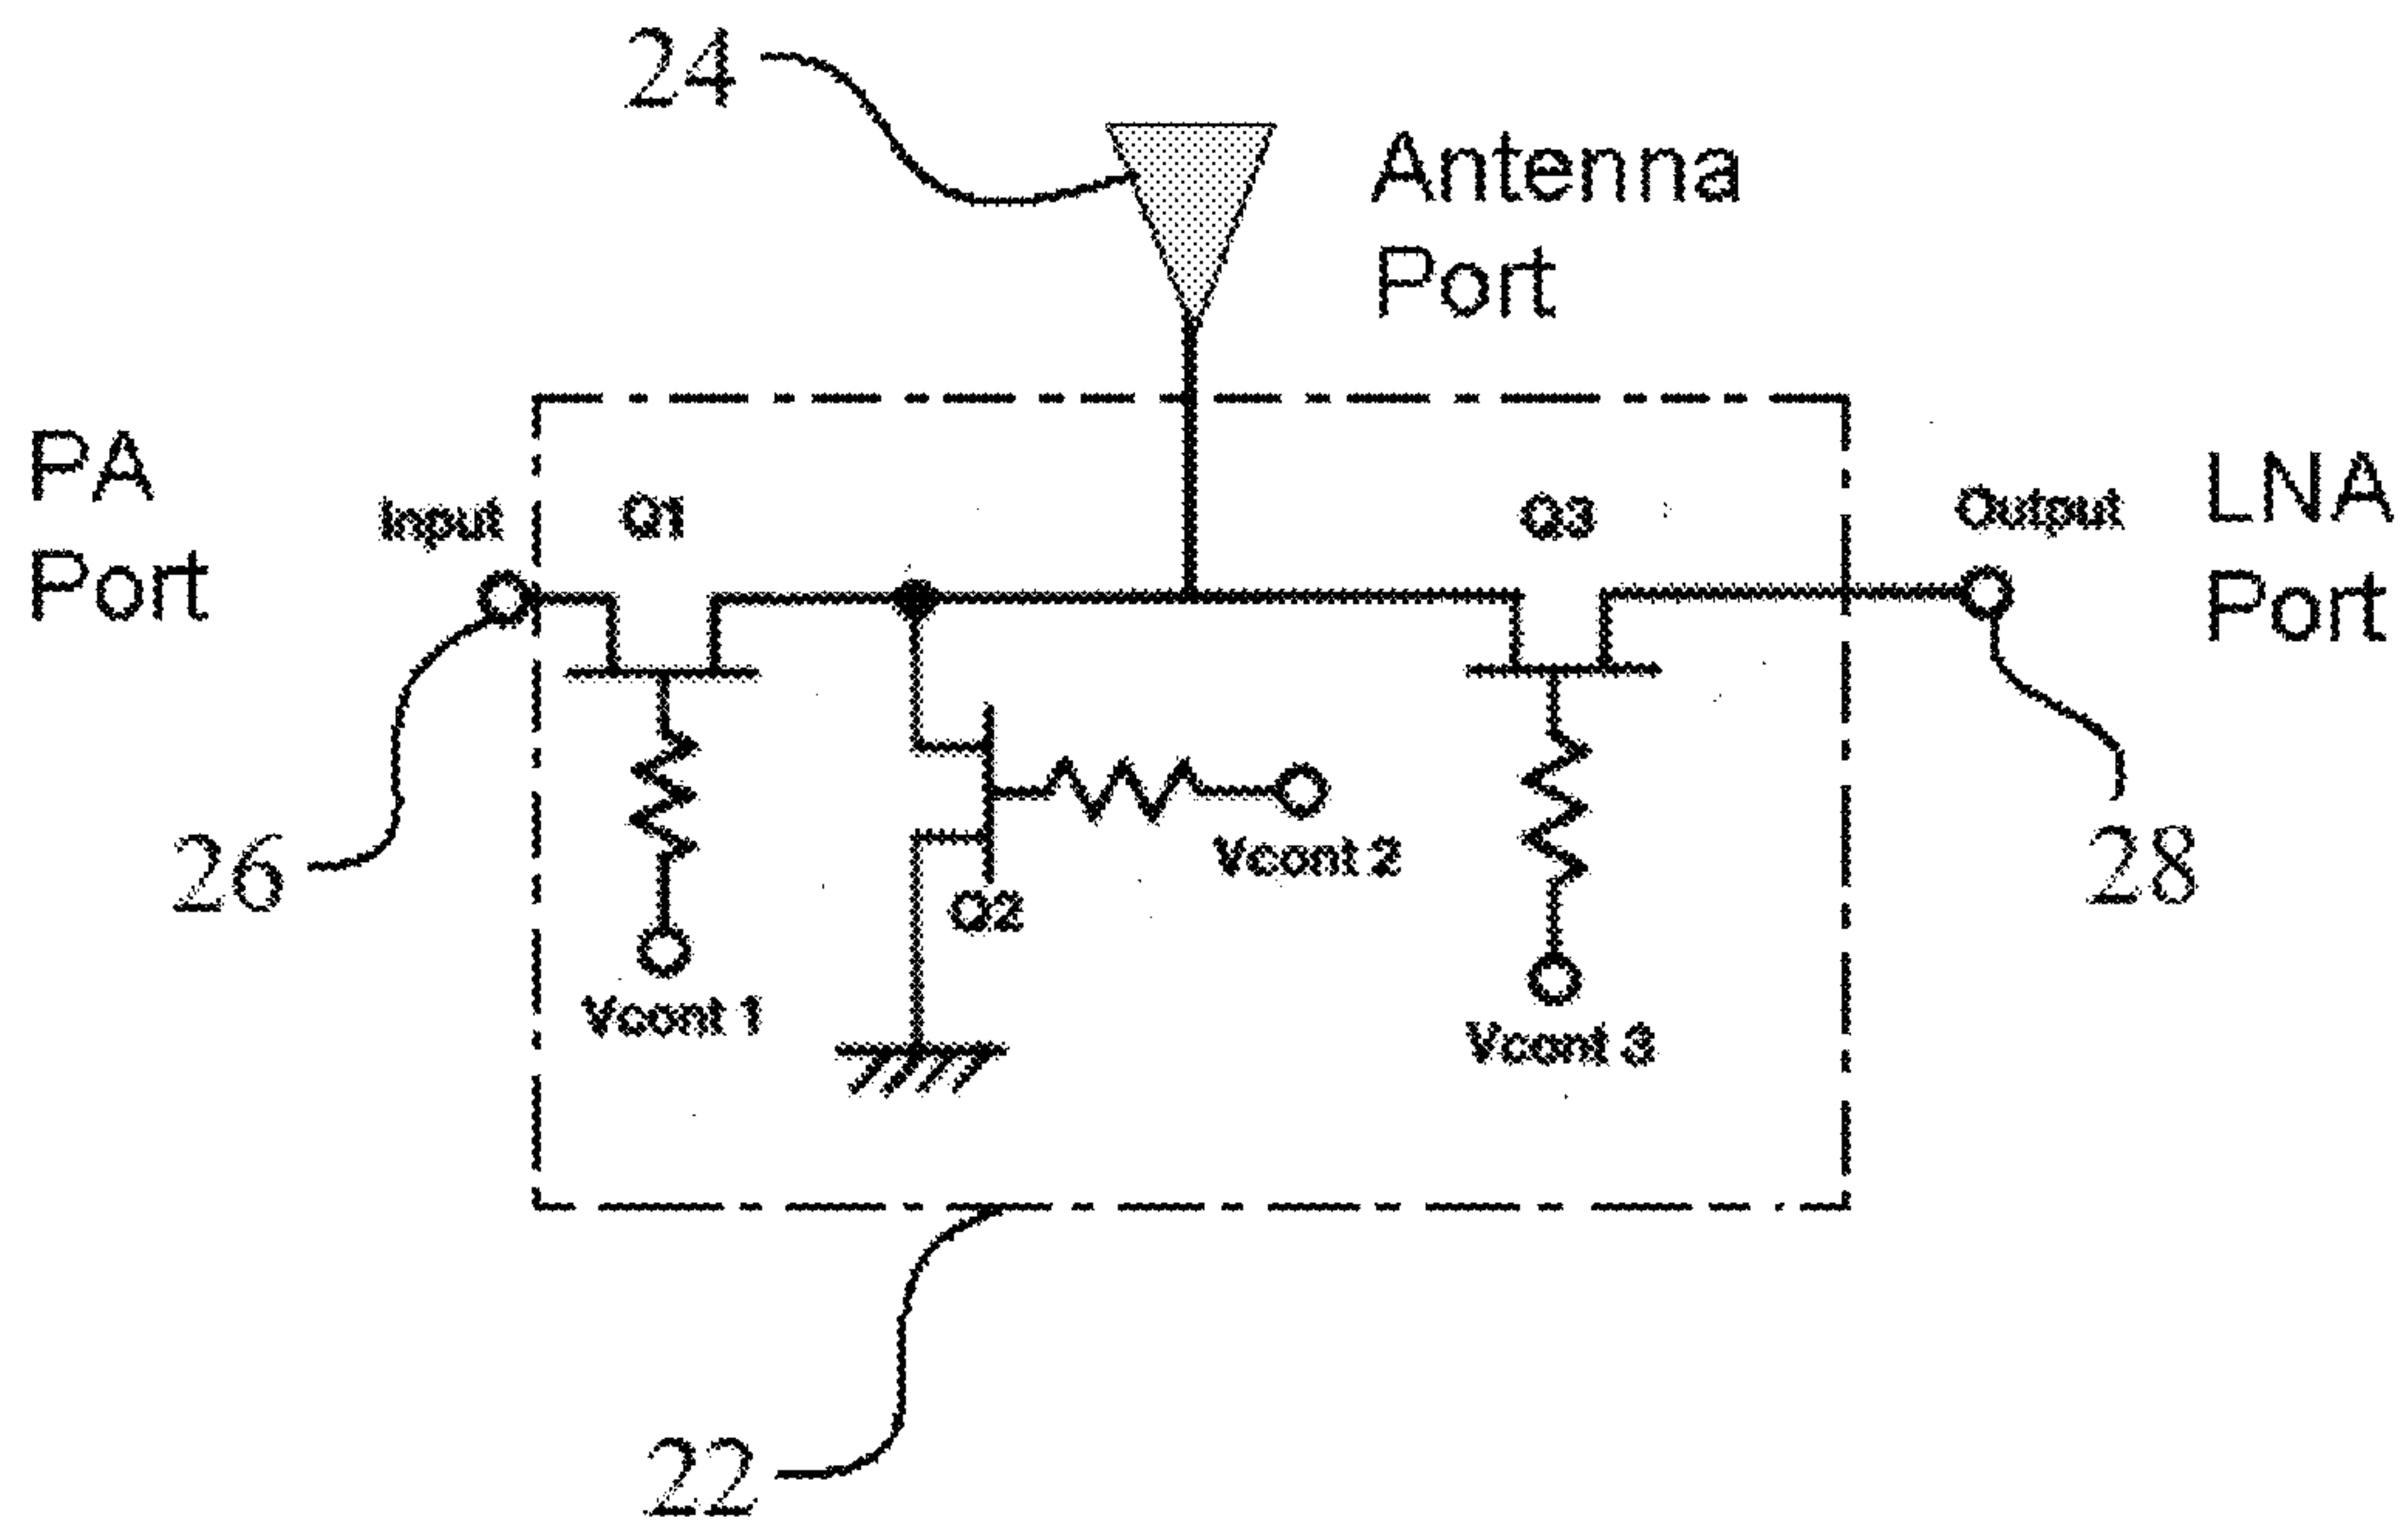 24
Antenna
Port
PA
Port
Input
Q1
Q3
Output
LNA
Port
Vcont 2
26
28
Q2
Vcont 1
Vcont 3
22